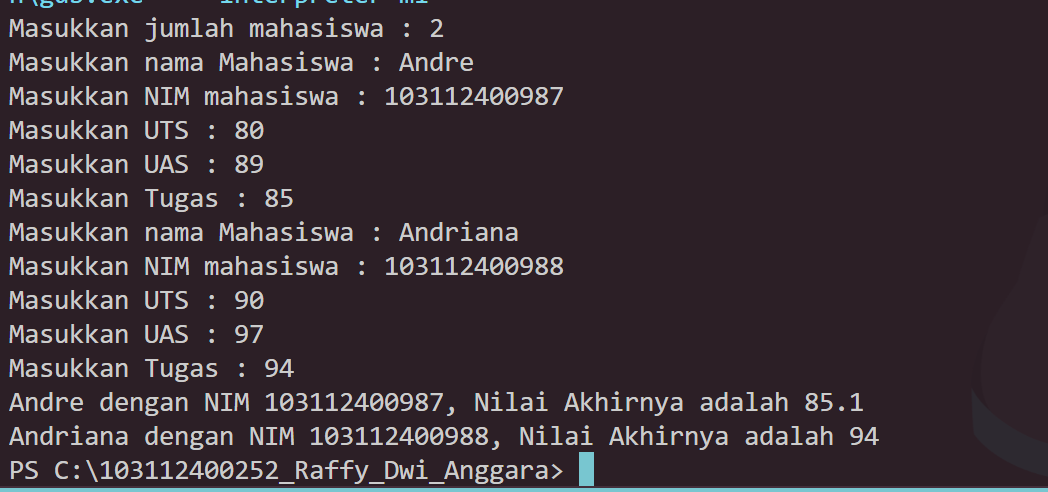 Masukkan jumlah mahasiswa : 2
Masukkan nama Mahasiswa : Andre
Masukkan NIM mahasiswa : 103112400987
Masukkan UTS : 80
Masukkan UAS : 89
Masukkan Tugas : 85
Masukkan nama Mahasiswa : Andriana
Masukkan NIM mahasiswa : 103112400988
Masukkan UTS : 90
Masukkan UAS : 97
Masukkan Tugas : 94
Andre dengan NIM 103112400987, Nilai Akhirnya adalah 85.1
Andriana dengan NIM 103112400988, Nilai Akhirnya adalah 94
PS C:\103112400252_Raffy_Dwi_Anggara>